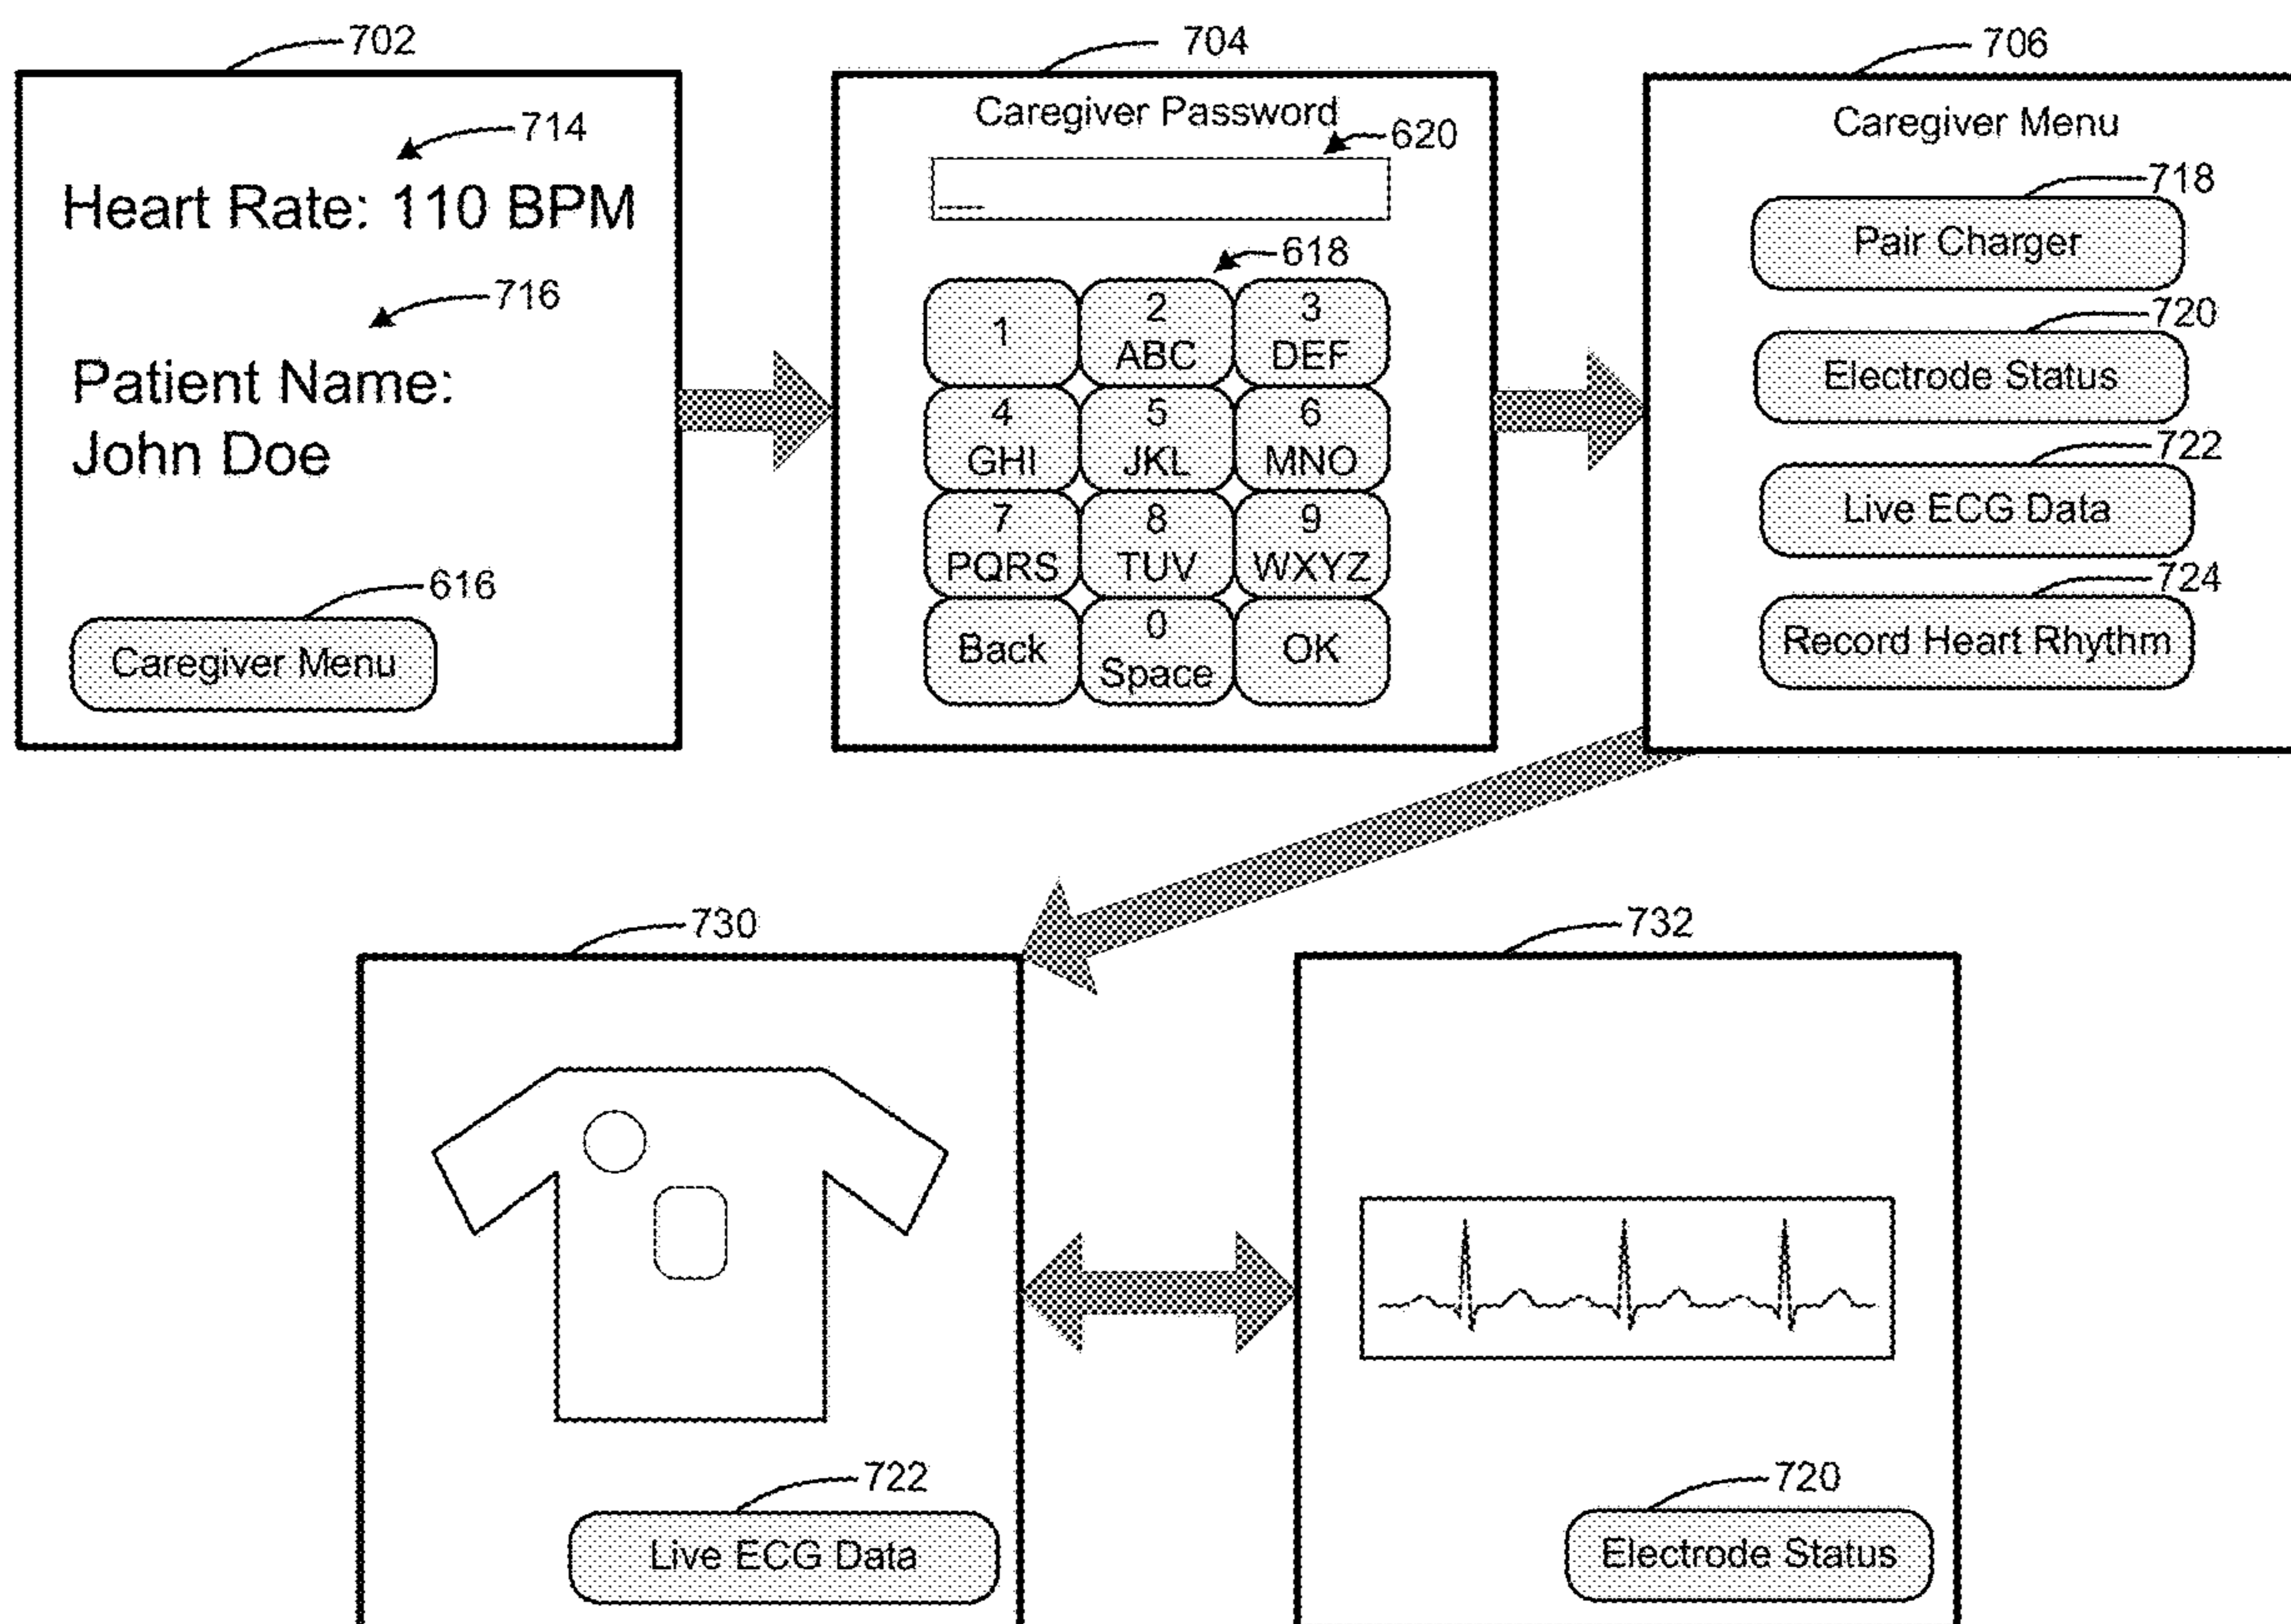 702
714
Heart Rate: 110 BPM
716
Patient Name:
John Doe
616
Caregiver Menu
704
Caregiver Password
620
618
1
2
ABC
3
DEF
4
GHI
5
JKL
6
MNO
7
PQRS
8
TUV
9
WXYZ
Back
0
Space
OK
706
Caregiver Menu
718
Pair Charger
720
Electrode Status
722
Live ECG Data
724
Record Heart Rhythm
730
722
Live ECG Data
732
720
Electrode Status